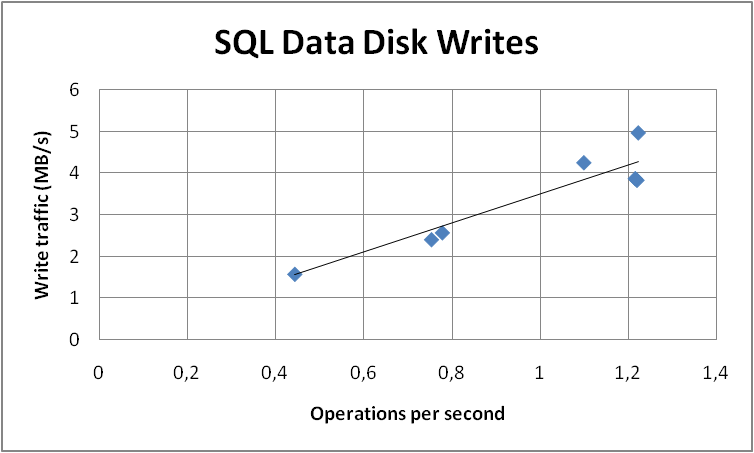 SQL Data Disk Writes
Write traffic (MB/s)
6
5
4
3
2
1
0
0 0,2 0,4 0,6 0,8 1 1,2 1,4
Operations per second